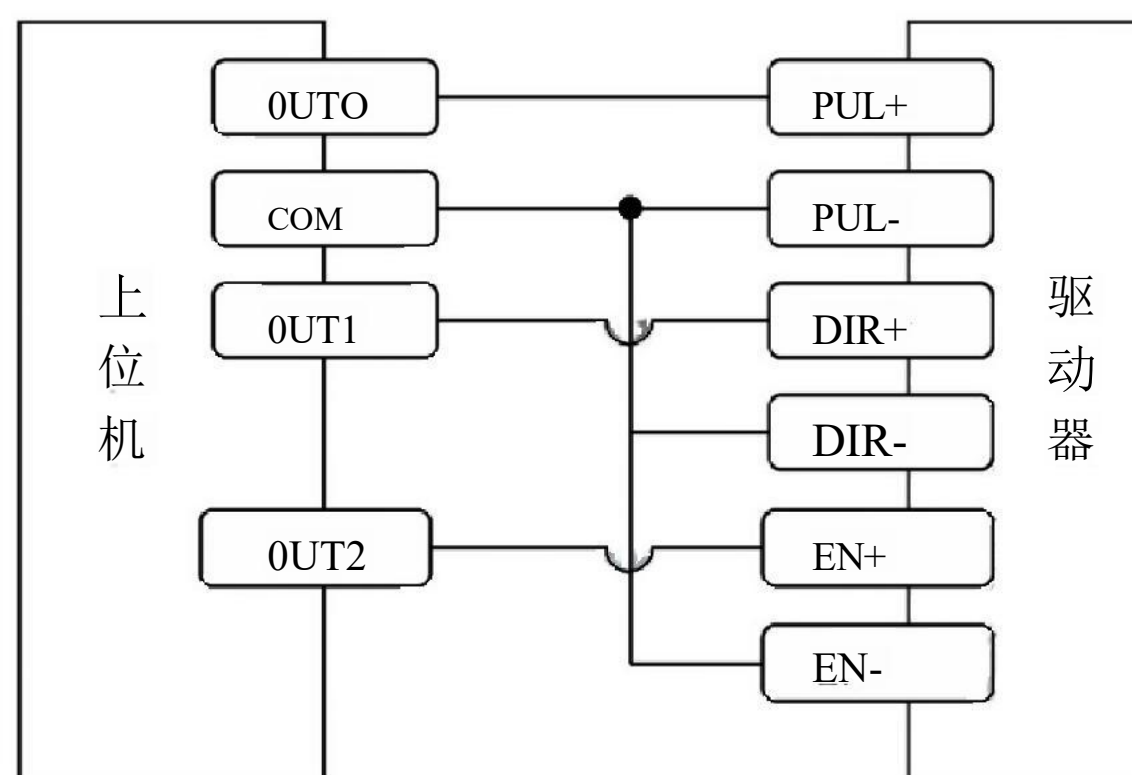 0UTO
PUL+
COM
PUL-
0UT1
DIR+
DIR-
0UT2
EN+
EN-
上位机
驱动器